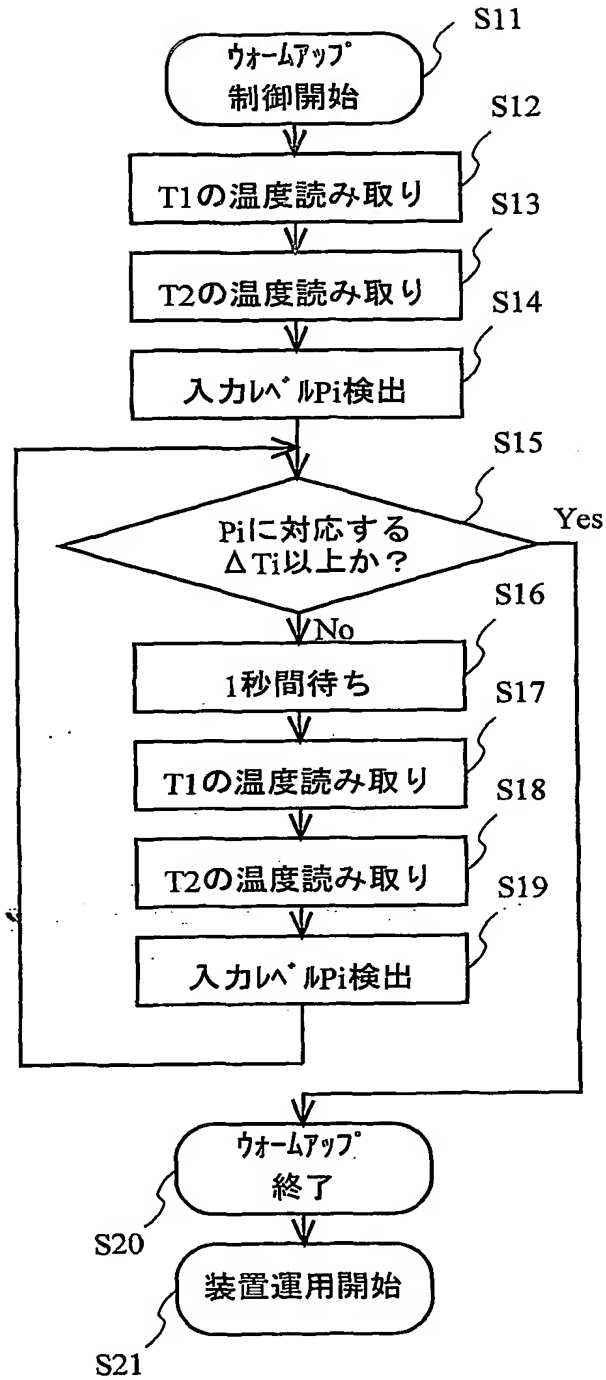 S11
ウォームアップ
制御開始
S12
T1の温度読み取り
S13
T2の温度読み取り
S14
入力レベルPi検出
S15
Piに対応する
ΔTi以上か？
Yes
No
S16
1秒間待ち
S17
T1の温度読み取り
S18
T2の温度読み取り
S19
入力レベルPi検出
ウォームアップ
終了
S20
装置運用開始
S21